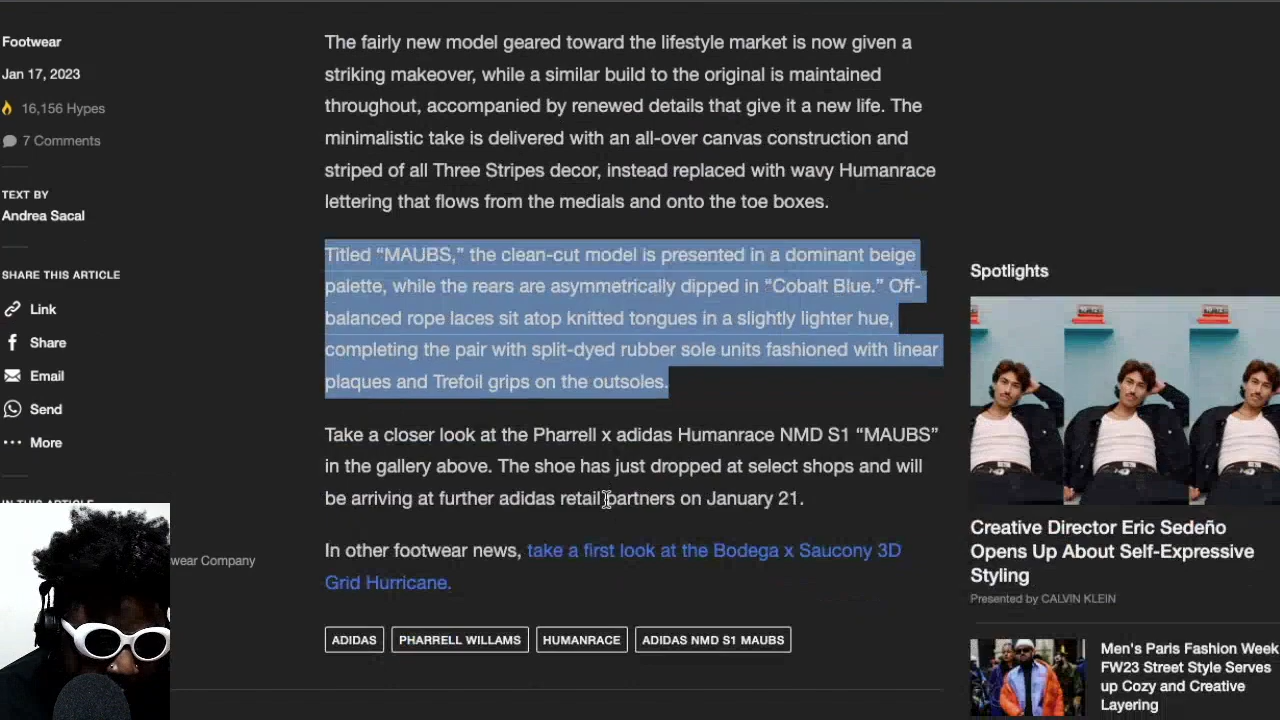 Footwear
Jan 17, 2023
16,156 Hypes
7 Comments
TEXT BY
Andrea Sacal
SHARE THIS ARTICLE
Link
Share
Email
Send
More
wear Company
The fairly new model geared toward the lifestyle market is now given a
striking makeover, while a similar build to the original is maintained
throughout, accompanied by renewed details that give it a new life. The
minimalistic take is delivered with an all-over canvas construction and
striped of all Three Stripes decor, instead replaced with wavy Humanrace
lettering that flows from the medials and onto the toe boxes.
Titled “MAUBS,” the clean-cut model is presented in a dominant beige
palette, while the rears are asymmetrically dipped in “Cobalt Blue.” Off-
balanced rope laces sit atop knitted tongues in a slightly lighter hue,
completing the pair with split-dyed rubber sole units fashioned with linear
plaques and Trefoil grips on the outsoles.
Take a closer look at the Pharrell x adidas Humanrace NMD S1 “MAUBS”
in the gallery above. The shoe has just dropped at select shops and will
be arriving at further adidas retail partners on January 21.
In other footwear news, take a first look at the Bodega x Saucony 3D
Grid Hurricane.
ADIDAS
PHARRELL WILLAMS
HUMANRACE
ADIDAS NMD S1 MAUBS
Spotlights
Creative Director Eric Sedeño
Opens Up About Self-Expressive
Styling
Presented by CALVIN KLEIN
Men's Paris Fashion Week
FW23 Street Style Serves
up Cozy and Creative
Layering